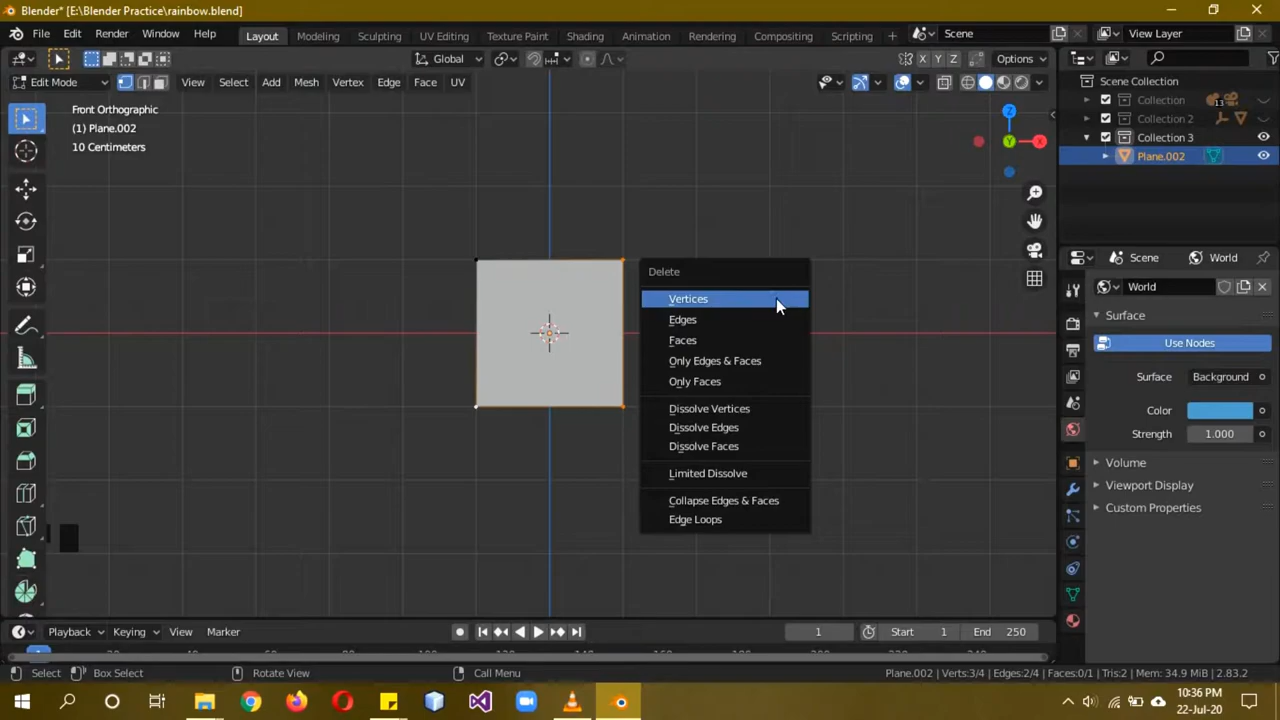 Blender* [E:\Blender Practice\rainbow.blend]
File Edit Render Window Help Layout Modeling Sculpting UV Editing Texture Paint Shading Animation Rendering Compositing Scripting + Scene View Layer
Global X Y Z Options
Edit Mode View Select Add Mesh Vertex Edge Face UV
Scene Collection
Collection 13
Collection 2
Collection 3
Plane.002
Front Orthographic
(1) Plane.002
10 Centimeters
Z
Y
X
Delete
Vertices
Edges
Faces
Only Edges & Faces
Only Faces
Dissolve Vertices
Dissolve Edges
Dissolve Faces
Limited Dissolve
Collapse Edges & Faces
Edge Loops
Scene World
World
Surface
Use Nodes
Surface Background
Color
Strength 1.000
Volume
Viewport Display
Custom Properties
Playback Keying View Marker 1 Start 1 End 250
Select Box Select Rotate View Call Menu Plane.002 | Verts:3/4 | Edges:2/4 | Faces:0/1 | Tris:2 | Mem: 34.9 MiB | 2.83.2
10:36 PM
22-Jul-20